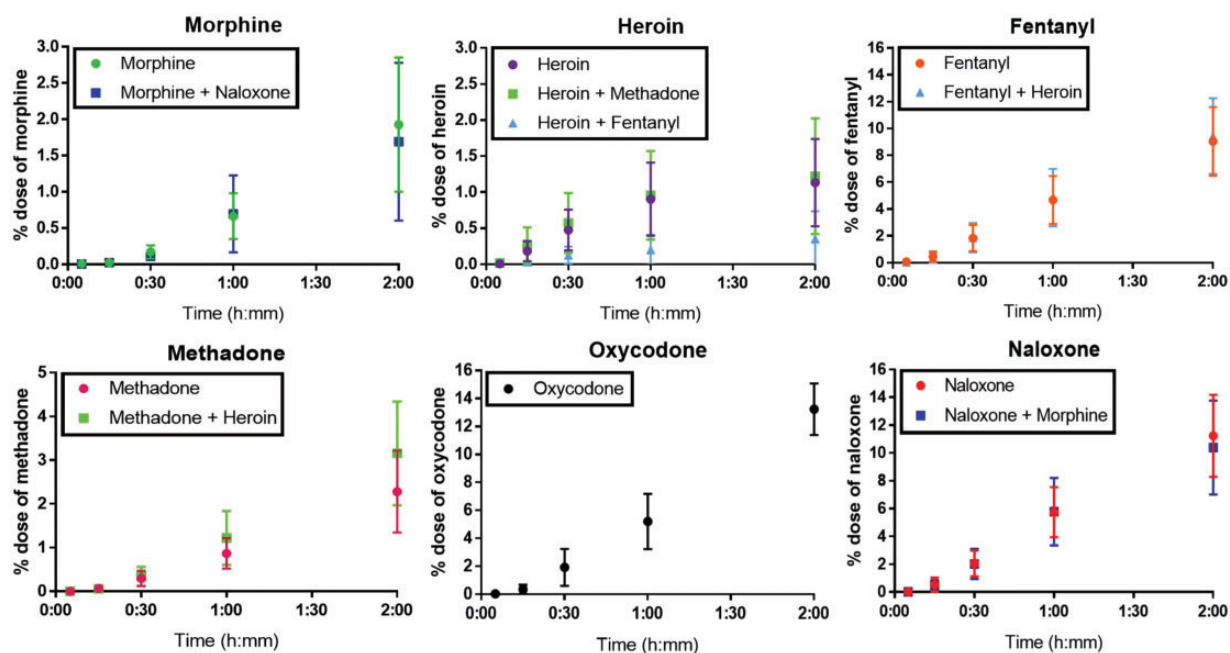 Morphine
3.0
2.5
2.0
1.5
1.0
0.5
0.0
% dose of morphine
Morphine
Morphine + Naloxone
0:00
0:30
1:00
1:30
2:00
Time (h:mm)
Heroin
3.0
2.5
2.0
1.5
1.0
0.5
0.0
% dose of heroin
Heroin
Heroin + Methadone
Heroin + Fentanyl
0:00
0:30
1:00
1:30
2:00
Time (h:mm)
Fentanyl
16
14
12
10
8
6
4
2
0
% dose of fentanyl
Fentanyl
Fentanyl + Heroin
0:00
0:30
1:00
1:30
2:00
Time (h:mm)
Methadone
5
4
3
2
1
0
% dose of methadone
Methadone
Methadone + Heroin
0:00
0:30
1:00
1:30
2:00
Time (h:mm)
Oxycodone
16
14
12
10
8
6
4
2
0
% dose of oxycodone
Oxycodone
0:00
0:30
1:00
1:30
2:00
Time (h:mm)
Naloxone
16
14
12
10
8
6
4
2
0
% dose of naloxone
Naloxone
Naloxone + Morphine
0:00
0:30
1:00
1:30
2:00
Time (h:mm)